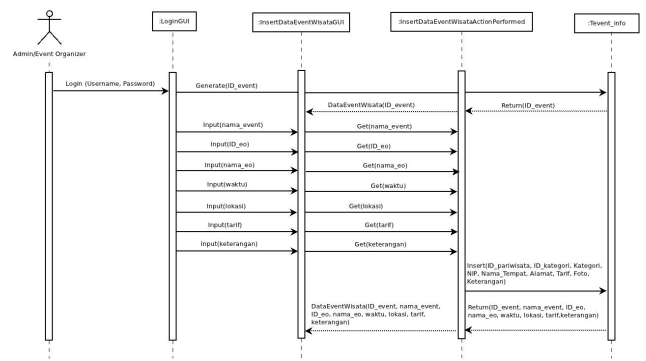 :LoginGUI
:InsertDataEventWisataGUI
:InsertDataEventWisataActionPerformed
:Tevent_info
Admin/Event Organizer
Login (Username, Password)
Generate(ID_event)
DataEventWisata(ID_event)
Return(ID_event)
Input(nama_event)
Get(nama_event)
Input(ID_eo)
Get(ID_eo)
Input(nama_eo)
Get(nama_eo)
Input(waktu)
Get(waktu)
Input(lokasi)
Get(lokasi)
Input(tarif)
Get(tarif)
Input(keterangan)
Get(keterangan)
Insert(ID_pariwisata, ID_kategori, Kategori,
NIP, Nama_Tempat, Alamat, Tarif, Foto,
Keterangan)
DataEventWisata(ID_event, nama_event,
ID_eo, nama_eo, waktu, lokasi, tarif,
keterangan)
Return(ID_event, nama_event, ID_eo,
nama_eo, waktu, lokasi, tarif,keterangan)